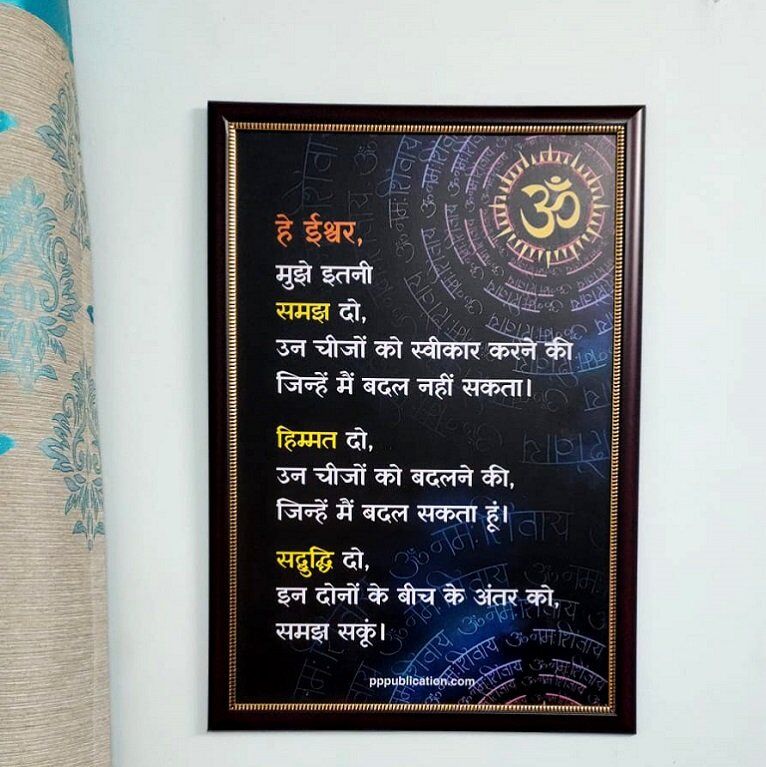 ॐ
हे ईश्वर,
मुझे इतनी
समझ दो,
उन चीजों को स्वीकार करने की
जिन्हें मैं बदल नहीं सकता।
हिम्मत दो,
उन चीजों को बदलने की,
जिन्हें मैं बदल सकता हूं।
सद्बुद्धि दो,
इन दोनों के बीच के अंतर को,
समझ सकूं।
ॐ नमः शिवाय
pppublication.com